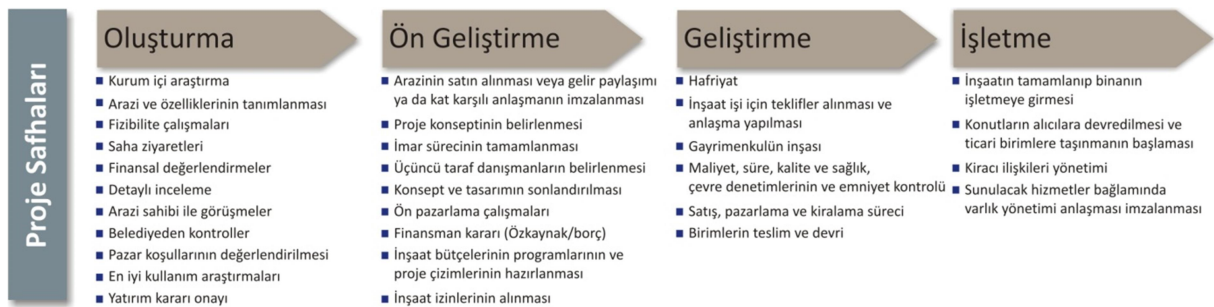 Proje Safhaları
Oluşturma
■ Kurum içi araştırma
■ Arazi ve özelliklerinin tanımlanması
■ Fizibilite çalışmaları
■ Saha ziyaretleri
■ Finansal değerlendirmeler
■ Detaylı inceleme
■ Arazi sahibi ile görüşmeler
■ Belediyeden kontroller
■ Pazar koşullarının değerlendirilmesi
■ En iyi kullanım araştırmaları
■ Yatırım kararı onayı
Ön Geliştirme
■ Arazinin satın alınması veya gelir paylaşımı
ya da kat karşılı anlaşmanın imzalanması
■ Proje konseptinin belirlenmesi
■ İmar sürecinin tamamlanması
■ Üçüncü taraf danışmanların belirlenmesi
■ Konsept ve tasarımın sonlandırılması
■ Ön pazarlama çalışmaları
■ Finansman kararı (Özkaynak/borç)
■ İnşaat bütçelerinin programlarının ve
proje çizimlerinin hazırlanması
■ İnşaat izinlerinin alınması
Geliştirme
■ Hafriyat
■ İnşaat işi için teklifler alınması ve
anlaşma yapılması
■ Gayrimenkulün inşası
■ Maliyet, süre, kalite ve sağlık,
çevre denetimlerinin ve emniyet kontrolü
■ Satış, pazarlama ve kiralama süreci
■ Birimlerin teslim ve devri
İşletme
■ İnşaatın tamamlanıp binanın
işletmeye girmesi
■ Konutların alıcılara devredilmesi ve
ticari birimlere taşınmanın başlaması
■ Kiracı ilişkileri yönetimi
■ Sunulacak hizmetler bağlamında
varlık yönetimi anlaşması imzalanması